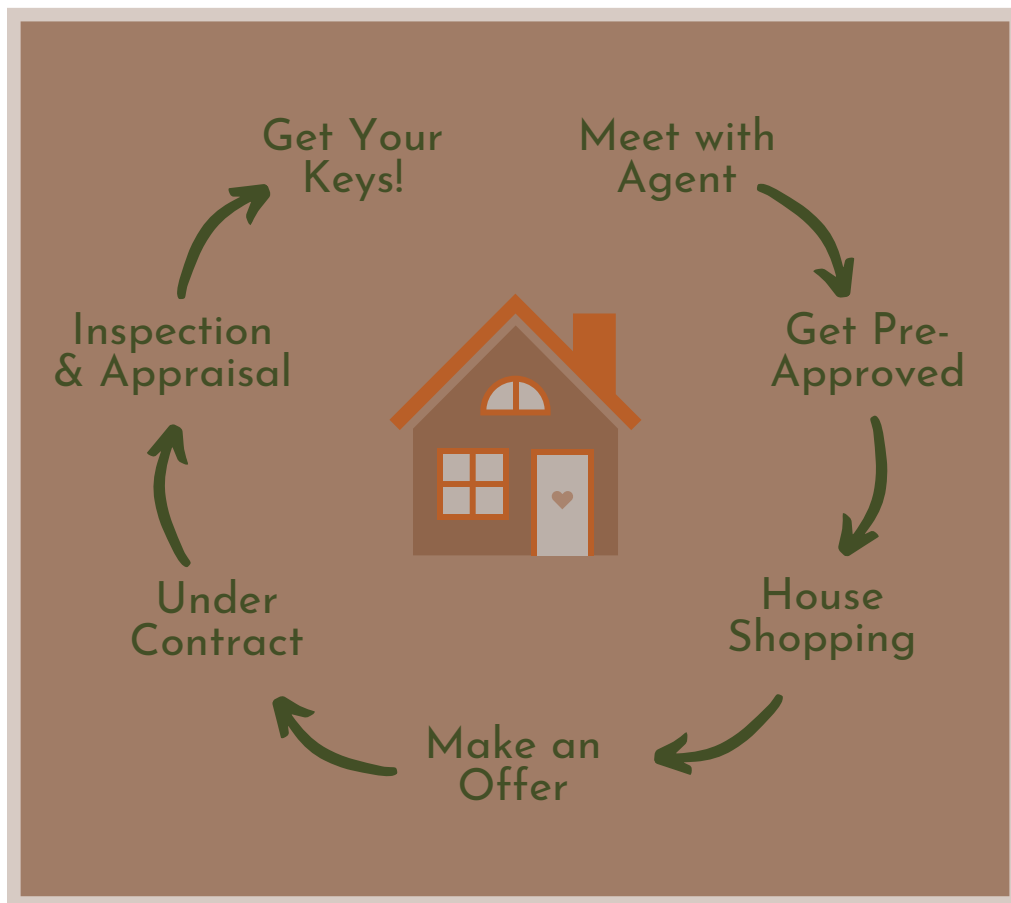 Meet with
Agent
Get Pre-
Approved
House
Shopping
Make an
Offer
Under
Contract
Inspection
& Appraisal
Get Your
Keys!